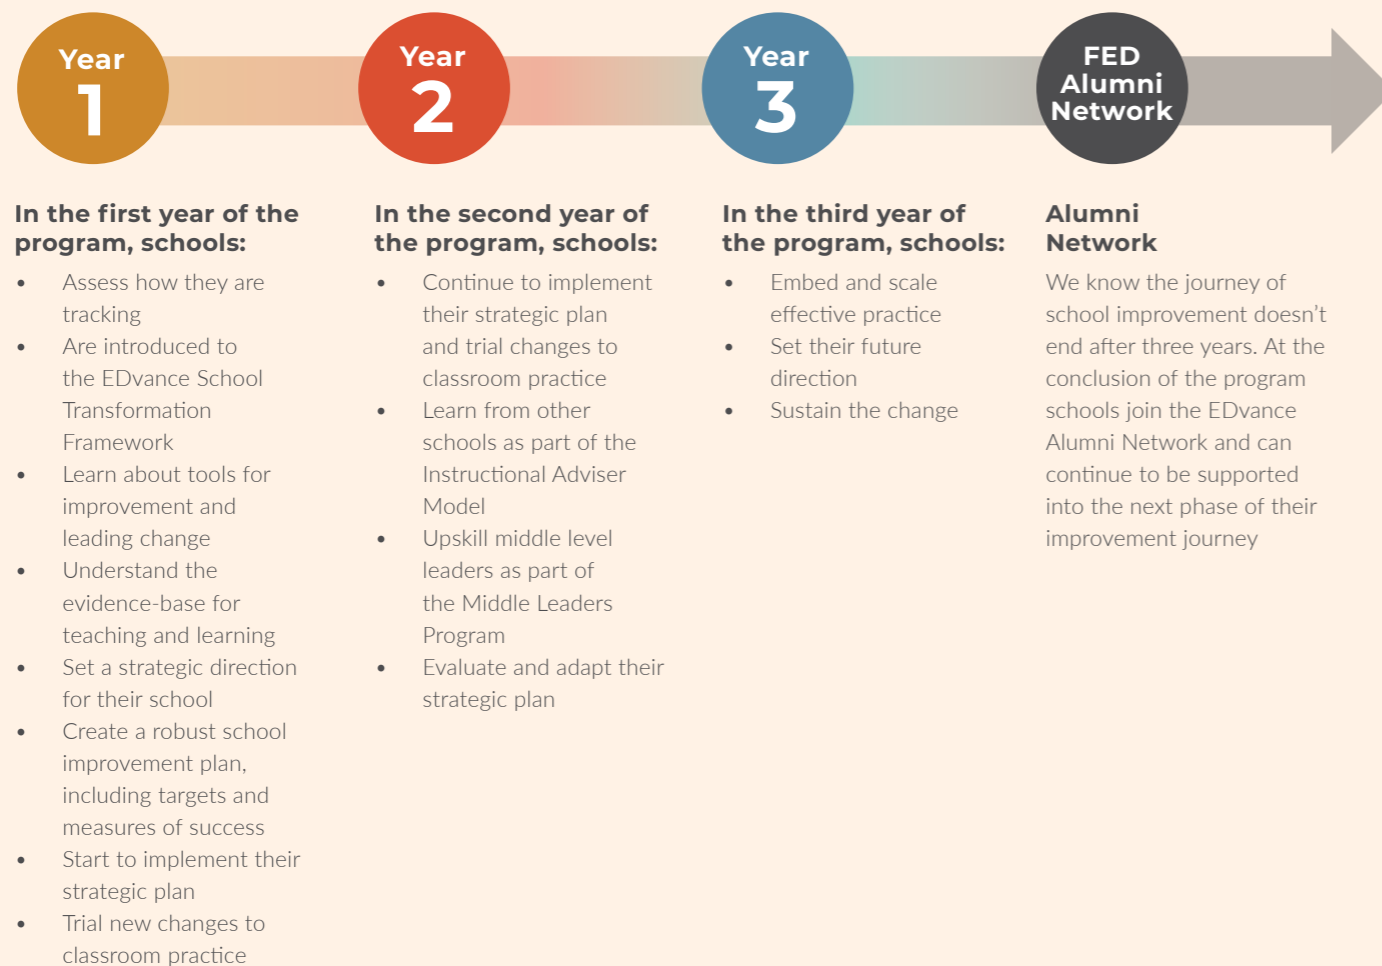 Year
1
Year
2
Year
3
FED
Alumni
Network
In the first year of the
program, schools:
• Assess how they are
tracking
• Are introduced to
the EDvance School
Transformation
Framework
• Learn about tools for
improvement and
leading change
• Understand the
evidence-base for
teaching and learning
• Set a strategic direction
for their school
• Create a robust school
improvement plan,
including targets and
measures of success
• Start to implement their
strategic plan
• Trial new changes to
classroom practice
In the second year of
the program, schools:
• Continue to implement
their strategic plan
and trial changes to
classroom practice
• Learn from other
schools as part of the
Instructional Adviser
Model
• Upskill middle level
leaders as part of
the Middle Leaders
Program
• Evaluate and adapt their
strategic plan
In the third year of
the program, schools:
• Embed and scale
effective practice
• Set their future
direction
• Sustain the change
Alumni
Network
We know the journey of
school improvement doesn't
end after three years. At the
conclusion of the program
schools join the EDvance
Alumni Network and can
continue to be supported
into the next phase of their
improvement journey